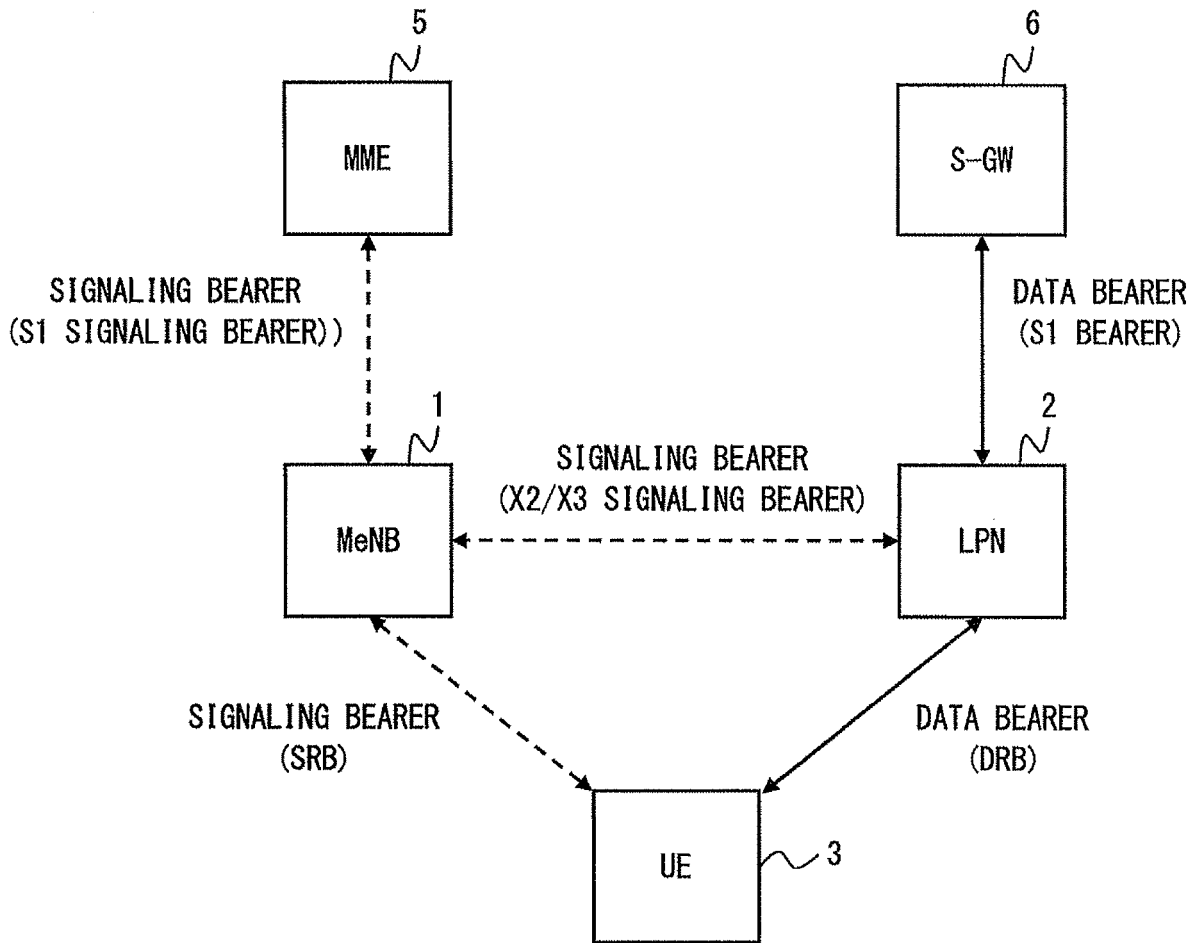 5
6
MME
S-GW
SIGNALING BEARER
(S1 SIGNALING BEARER))
DATA BEARER
(S1 BEARER)
1
2
SIGNALING BEARER
(X2/X3 SIGNALING BEARER)
MeNB
LPN
SIGNALING BEARER
(SRB)
DATA BEARER
(DRB)
UE
3